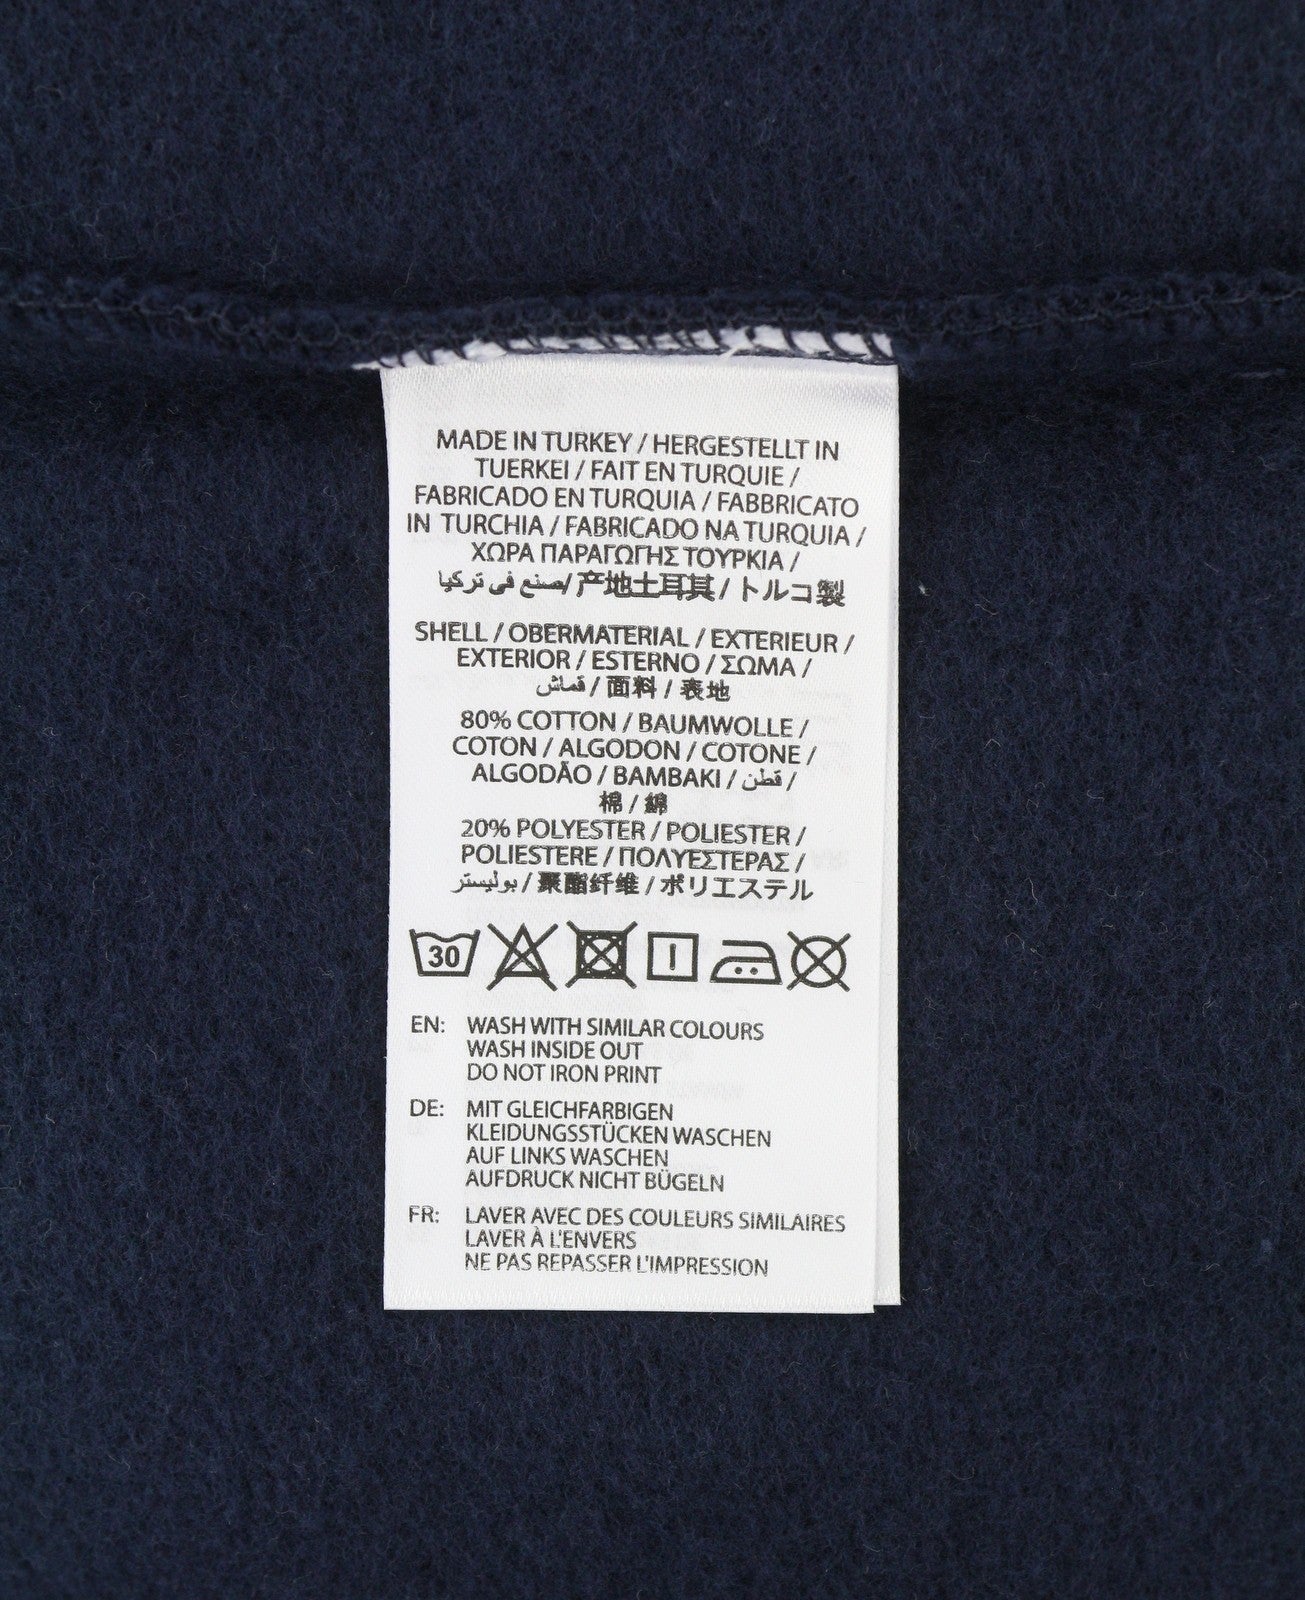 MADE IN TURKEY / HERGESTELLT IN
TUERKEI / FAIT EN TURQUIE /
FABRICADO EN TURQUIA / FABBRICATO
IN TURCHIA / FABRICADO NA TURQUIA /
ΧΩΡΑ ΠΑΡΑΓΩΓΗΣ ΤΟΥΡΚΙΑ /
صنع في تركيا / 产地土耳其 / トルコ製
SHELL / OBERMATERIAL / EXTERIEUR /
EXTERIOR / ESTERNO / ΣΩΜΑ /
قماش / 面料 / 表地
80% COTTON / BAUMWOLLE /
COTON / ALGODON / COTONE /
ALGODÃO / BAMBAKI / قطن /
棉 / 綿
20% POLYESTER / POLIESTER /
POLIESTERE / ΠΟΛΥΕΣΤΕΡΑΣ /
بوليستر / 聚酯纤维 / ポリエステル
30
EN: WASH WITH SIMILAR COLOURS
WASH INSIDE OUT
DO NOT IRON PRINT
DE: MIT GLEICHFARBIGEN
KLEIDUNGSSTÜCKEN WASCHEN
AUF LINKS WASCHEN
AUFDRUCK NICHT BÜGELN
FR: LAVER AVEC DES COULEURS SIMILAIRES
LAVER À L'ENVERS
NE PAS REPASSER L'IMPRESSION